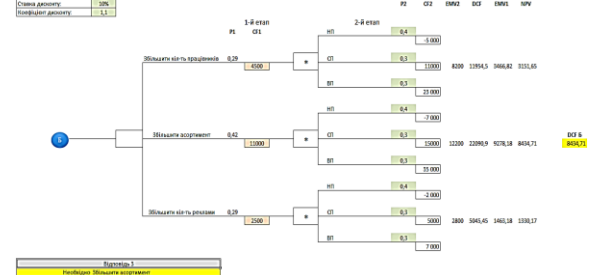 Ставка дисконту: 10%
Коефіцієнт дисконту: 1,1
P2 CF2 EMV2 DCF EMV1 NPV
1-й етап 2-й етап
P1 CF1
НП 0,4
-5 000
Збільшити кіл-ть працівників 0,29 СП 0,3
4500 * 11000 8200 11954,5 3466,82 3151,65
ВП 0,3
23 000
НП 0,4
-7 000
Б Збільшити асортимент 0,42 СП 0,3 DCF Б
11000 * 15000 12200 22090,9 9278,18 8434,71 8434,71
ВП 0,3
35 000
НП 0,4
-2 000
Збільшити кіл-ть реклами 0,29 СП 0,3
2500 * 5000 2800 5045,45 1463,18 1330,17
ВП 0,3
7 000
Відповідь 3
Необхідно Збільшити асортимент